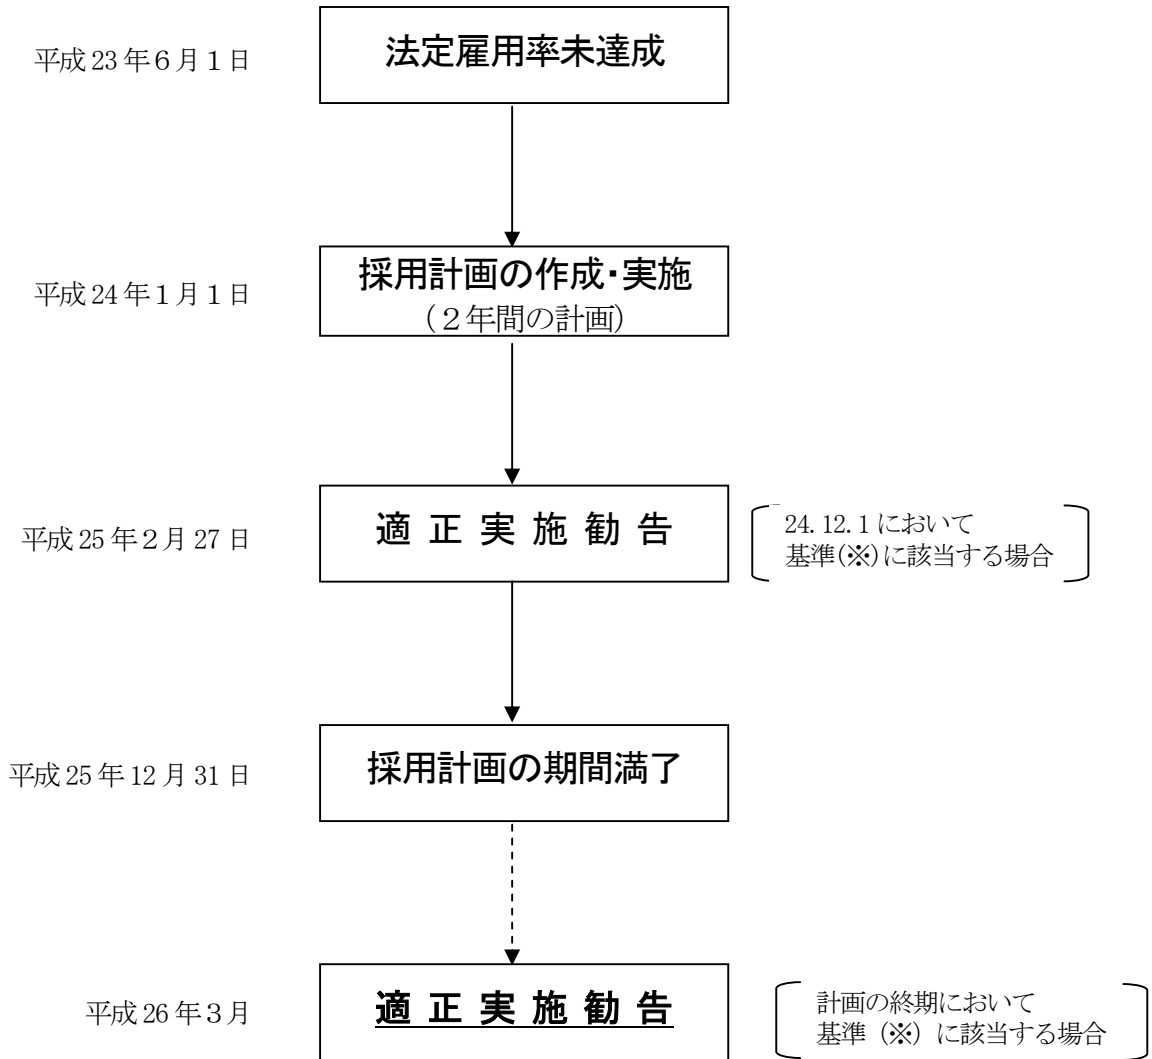 平成23年6月1日
法定雇用率未達成
平成24年1月1日
採用計画の作成・実施
(2年間の計画)
平成25年2月27日
適正実施勧告
24.12.1において
基準(※)に該当する場合
平成25年12月31日
採用計画の期間満了
平成26年3月
適正実施勧告
計画の終期において
基準(※)に該当する場合